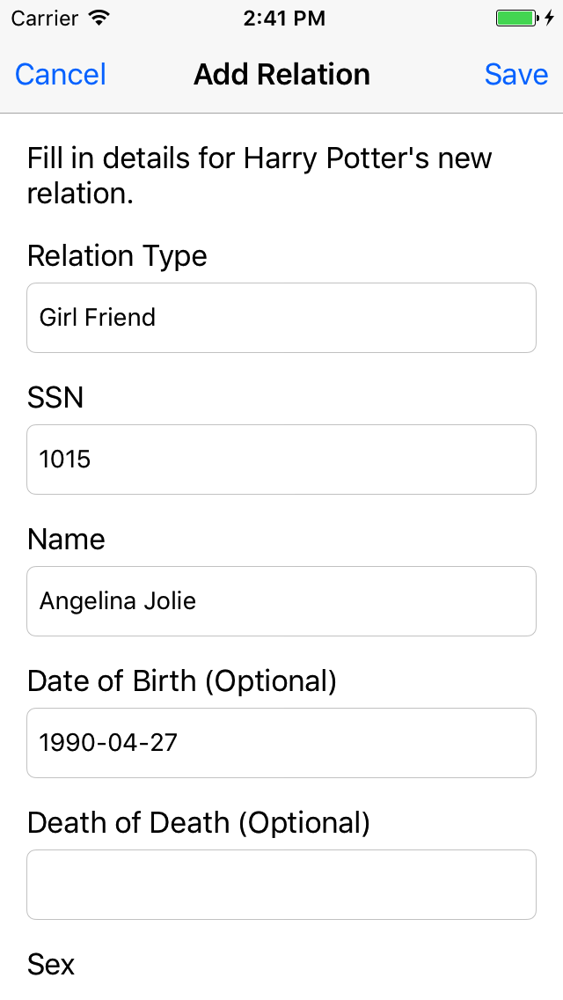 Carrier 2:41 PM
Cancel Add Relation Save
Fill in details for Harry Potter's new
relation.
Relation Type
Girl Friend
SSN
1015
Name
Angelina Jolie
Date of Birth (Optional)
1990-04-27
Death of Death (Optional)
Sex